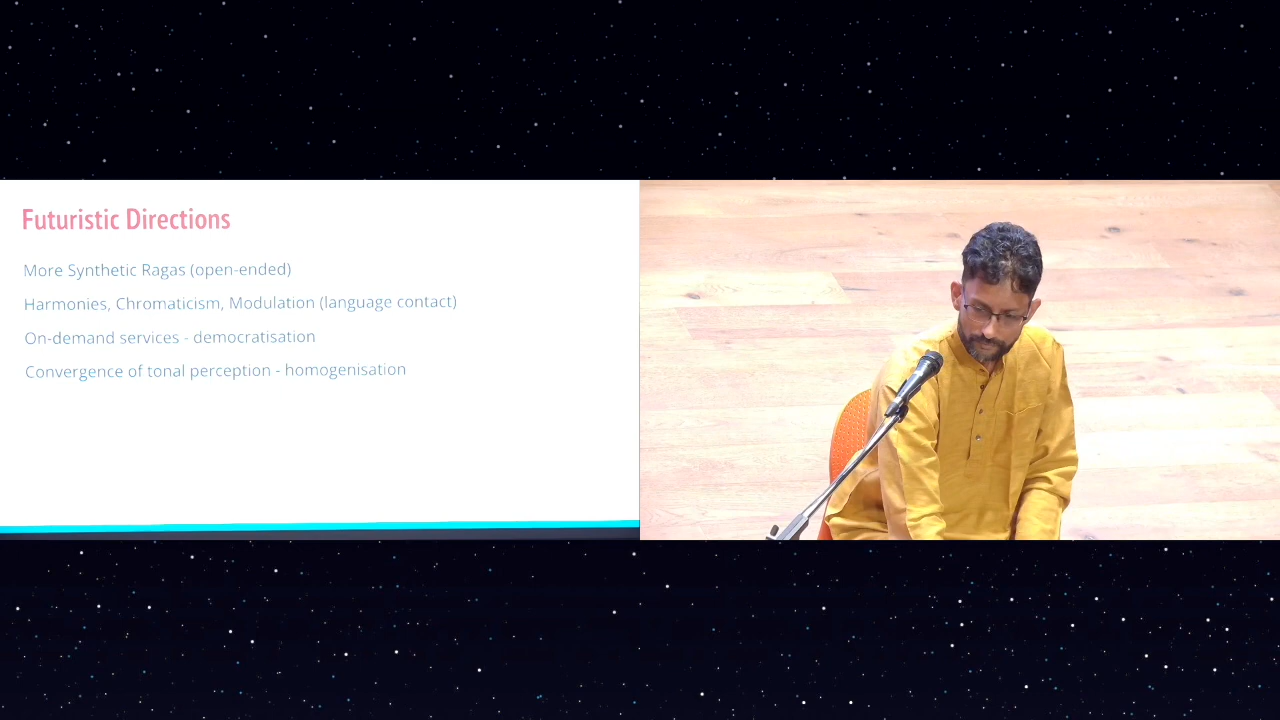 Futuristic Directions
More Synthetic Ragas (open-ended)
Harmonies, Chromaticism, Modulation (language contact)
On-demand services - democratisation
Convergence of tonal perception - homogenisation